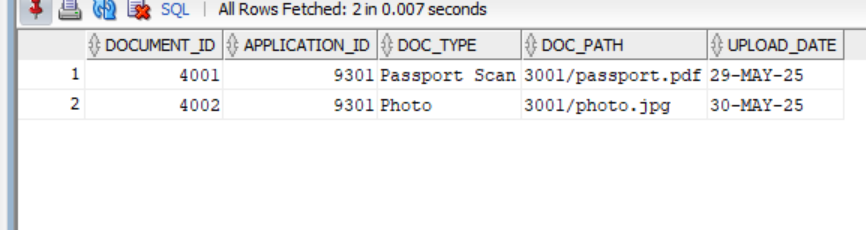 SQL | All Rows Fetched: 2 in 0.007 seconds
DOCUMENT_ID APPLICATION_ID DOC_TYPE DOC_PATH UPLOAD_DATE
1 4001 9301 Passport Scan 3001/passport.pdf 29-MAY-25
2 4002 9301 Photo 3001/photo.jpg 30-MAY-25